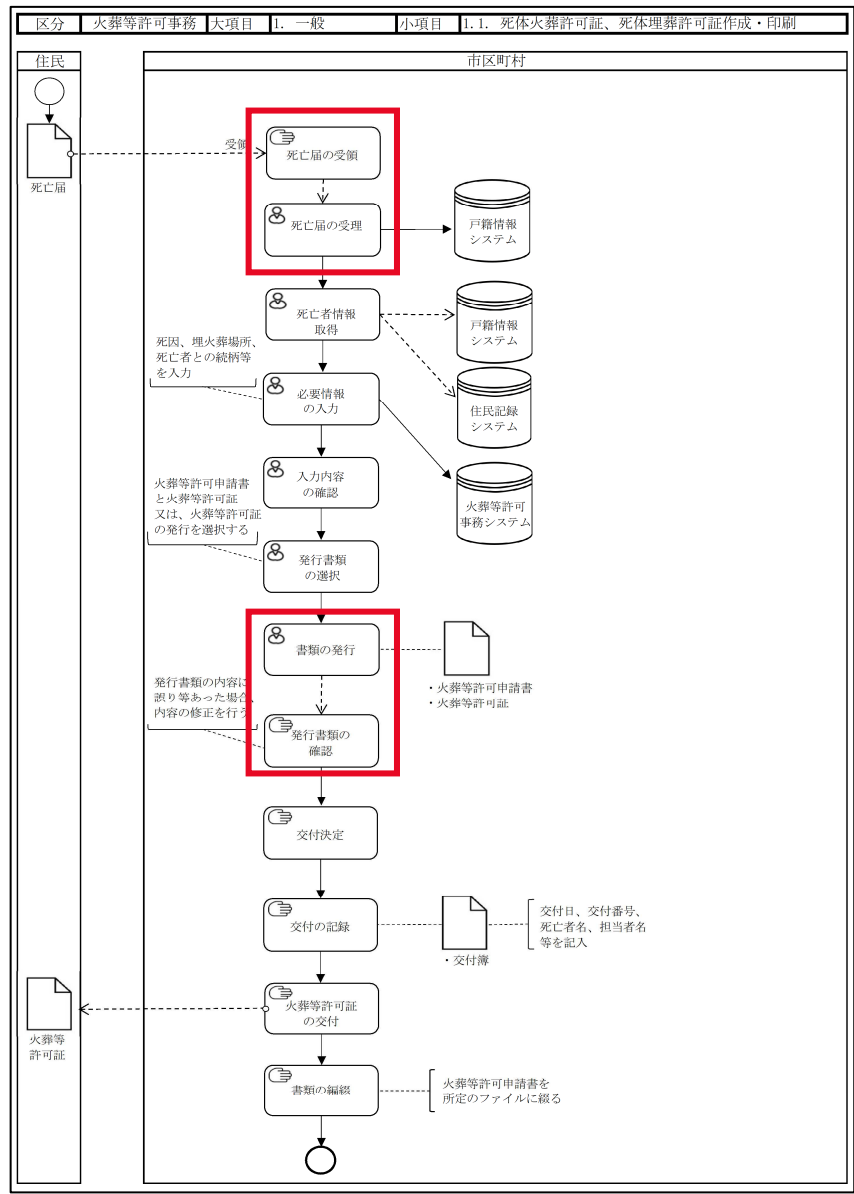 区分 火葬等許可事務 大項目 1. 一般 小項目 1.1. 死体火葬許可証、死体埋葬許可証作成・印刷
住民
市区町村
死亡届
受領
死亡届の受領
死亡届の受理
戸籍情報
システム
死亡者情報
取得
戸籍情報
システム
死因、埋火葬場所、
死亡者との続柄等
を入力
必要情報
の入力
住民記録
システム
入力内容
の確認
火葬等許可
事務システム
火葬等許可申請書
と火葬等許可証
又は、火葬等許可証
の発行を選択する
発行書類
の選択
書類の発行
・火葬等許可申請書
・火葬等許可証
発行書類の内容に
誤り等あった場合、
内容の修正を行う
発行書類の
確認
交付決定
交付の記録
・交付簿
交付日、交付番号、
死亡者名、担当者名
等を記入
火葬等許可証
の交付
火葬等
許可証
書類の編綴
火葬等許可申請書を
所定のファイルに綴る